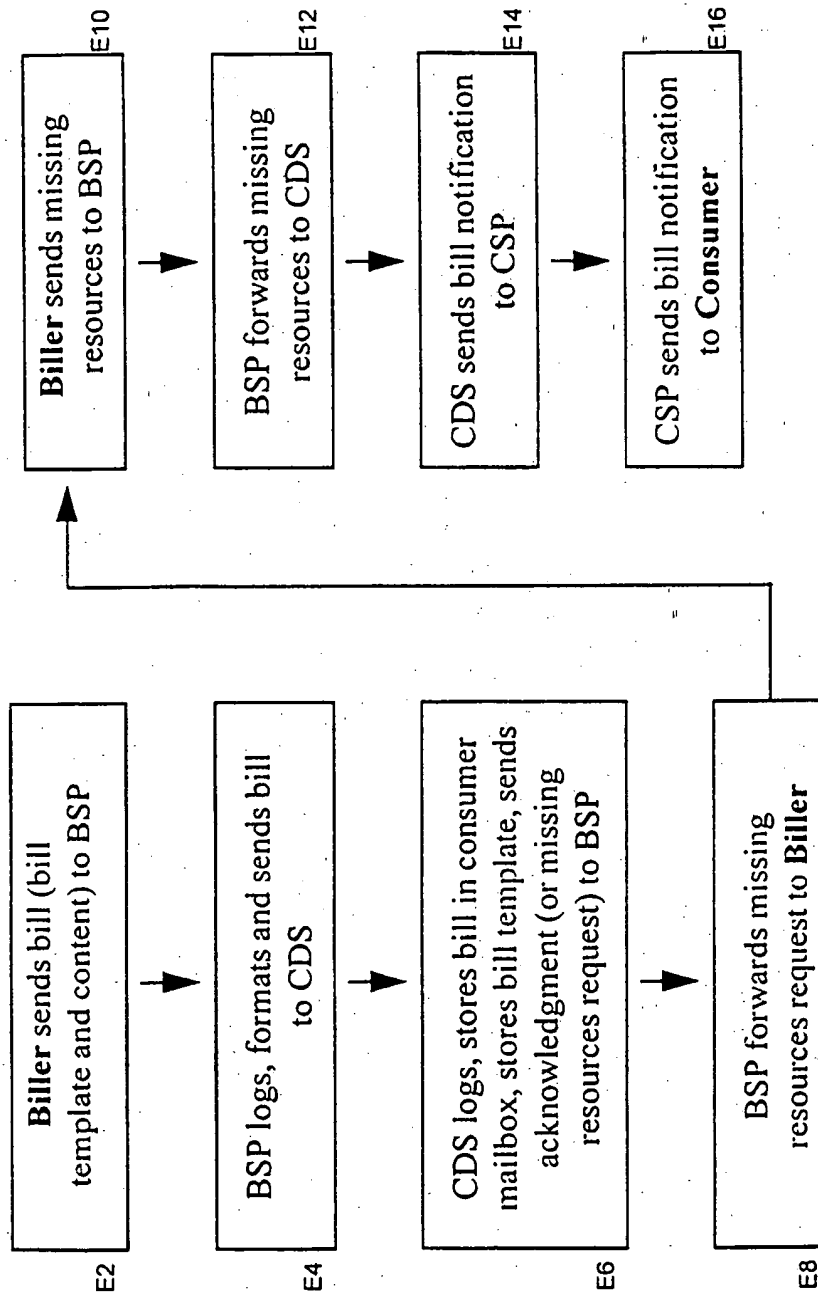 Biller sends bill (bill
template and content) to BSP
E2
BSP logs, formats and sends bill
to CDS
E4
CDS logs, stores bill in consumer
mailbox, stores bill template, sends
acknowledgment (or missing
resources request) to BSP
E6
BSP forwards missing
resources request to Biller
E8
Biller sends missing
resources to BSP
E10
BSP forwards missing
resources to CDS
E12
CDS sends bill notification
to CSP
E14
CSP sends bill notification
to Consumer
E16